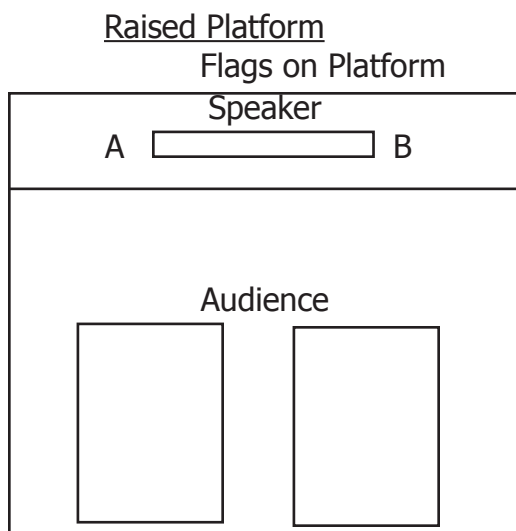 Raised Platform
Flags on Platform
Speaker
A B
Audience